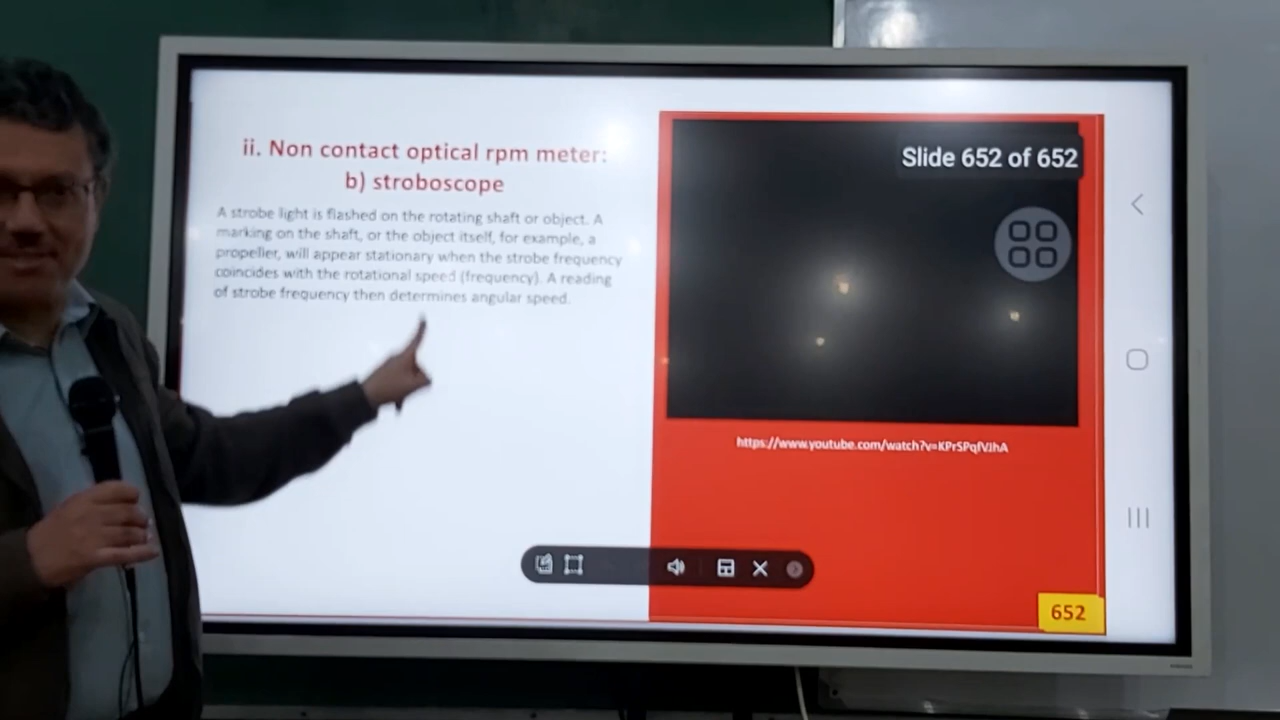 ii. Non contact optical rpm meter:
b) stroboscope
A strobe light is flashed on the rotating shaft or object. A
marking on the shaft, or the object itself, for example, a
propeller, will appear stationary when the strobe frequency
coincides with the rotational speed (frequency). A reading
of strobe frequency then determines angular speed.
Slide 652 of 652
https://www.youtube.com/watch?v=KPrSPqfVJhA
652